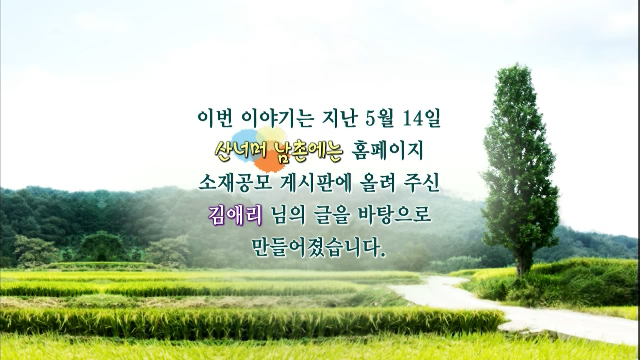 이번 이야기는 지난 5월 14일
산너머 남촌에는 홈페이지
소재공모 게시판에 올려 주신
김애리 님의 글을 바탕으로
만들어졌습니다.